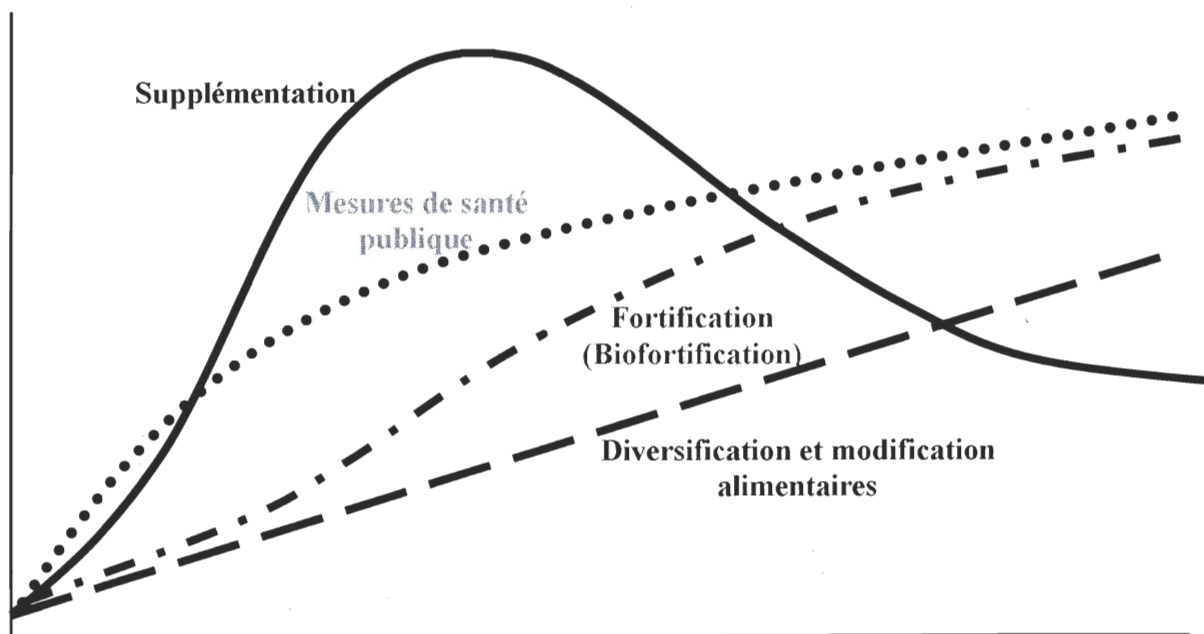 Supplémentation
Mesures de santé
publique
Fortification
(Biofortification)
Diversification et modification
alimentaires